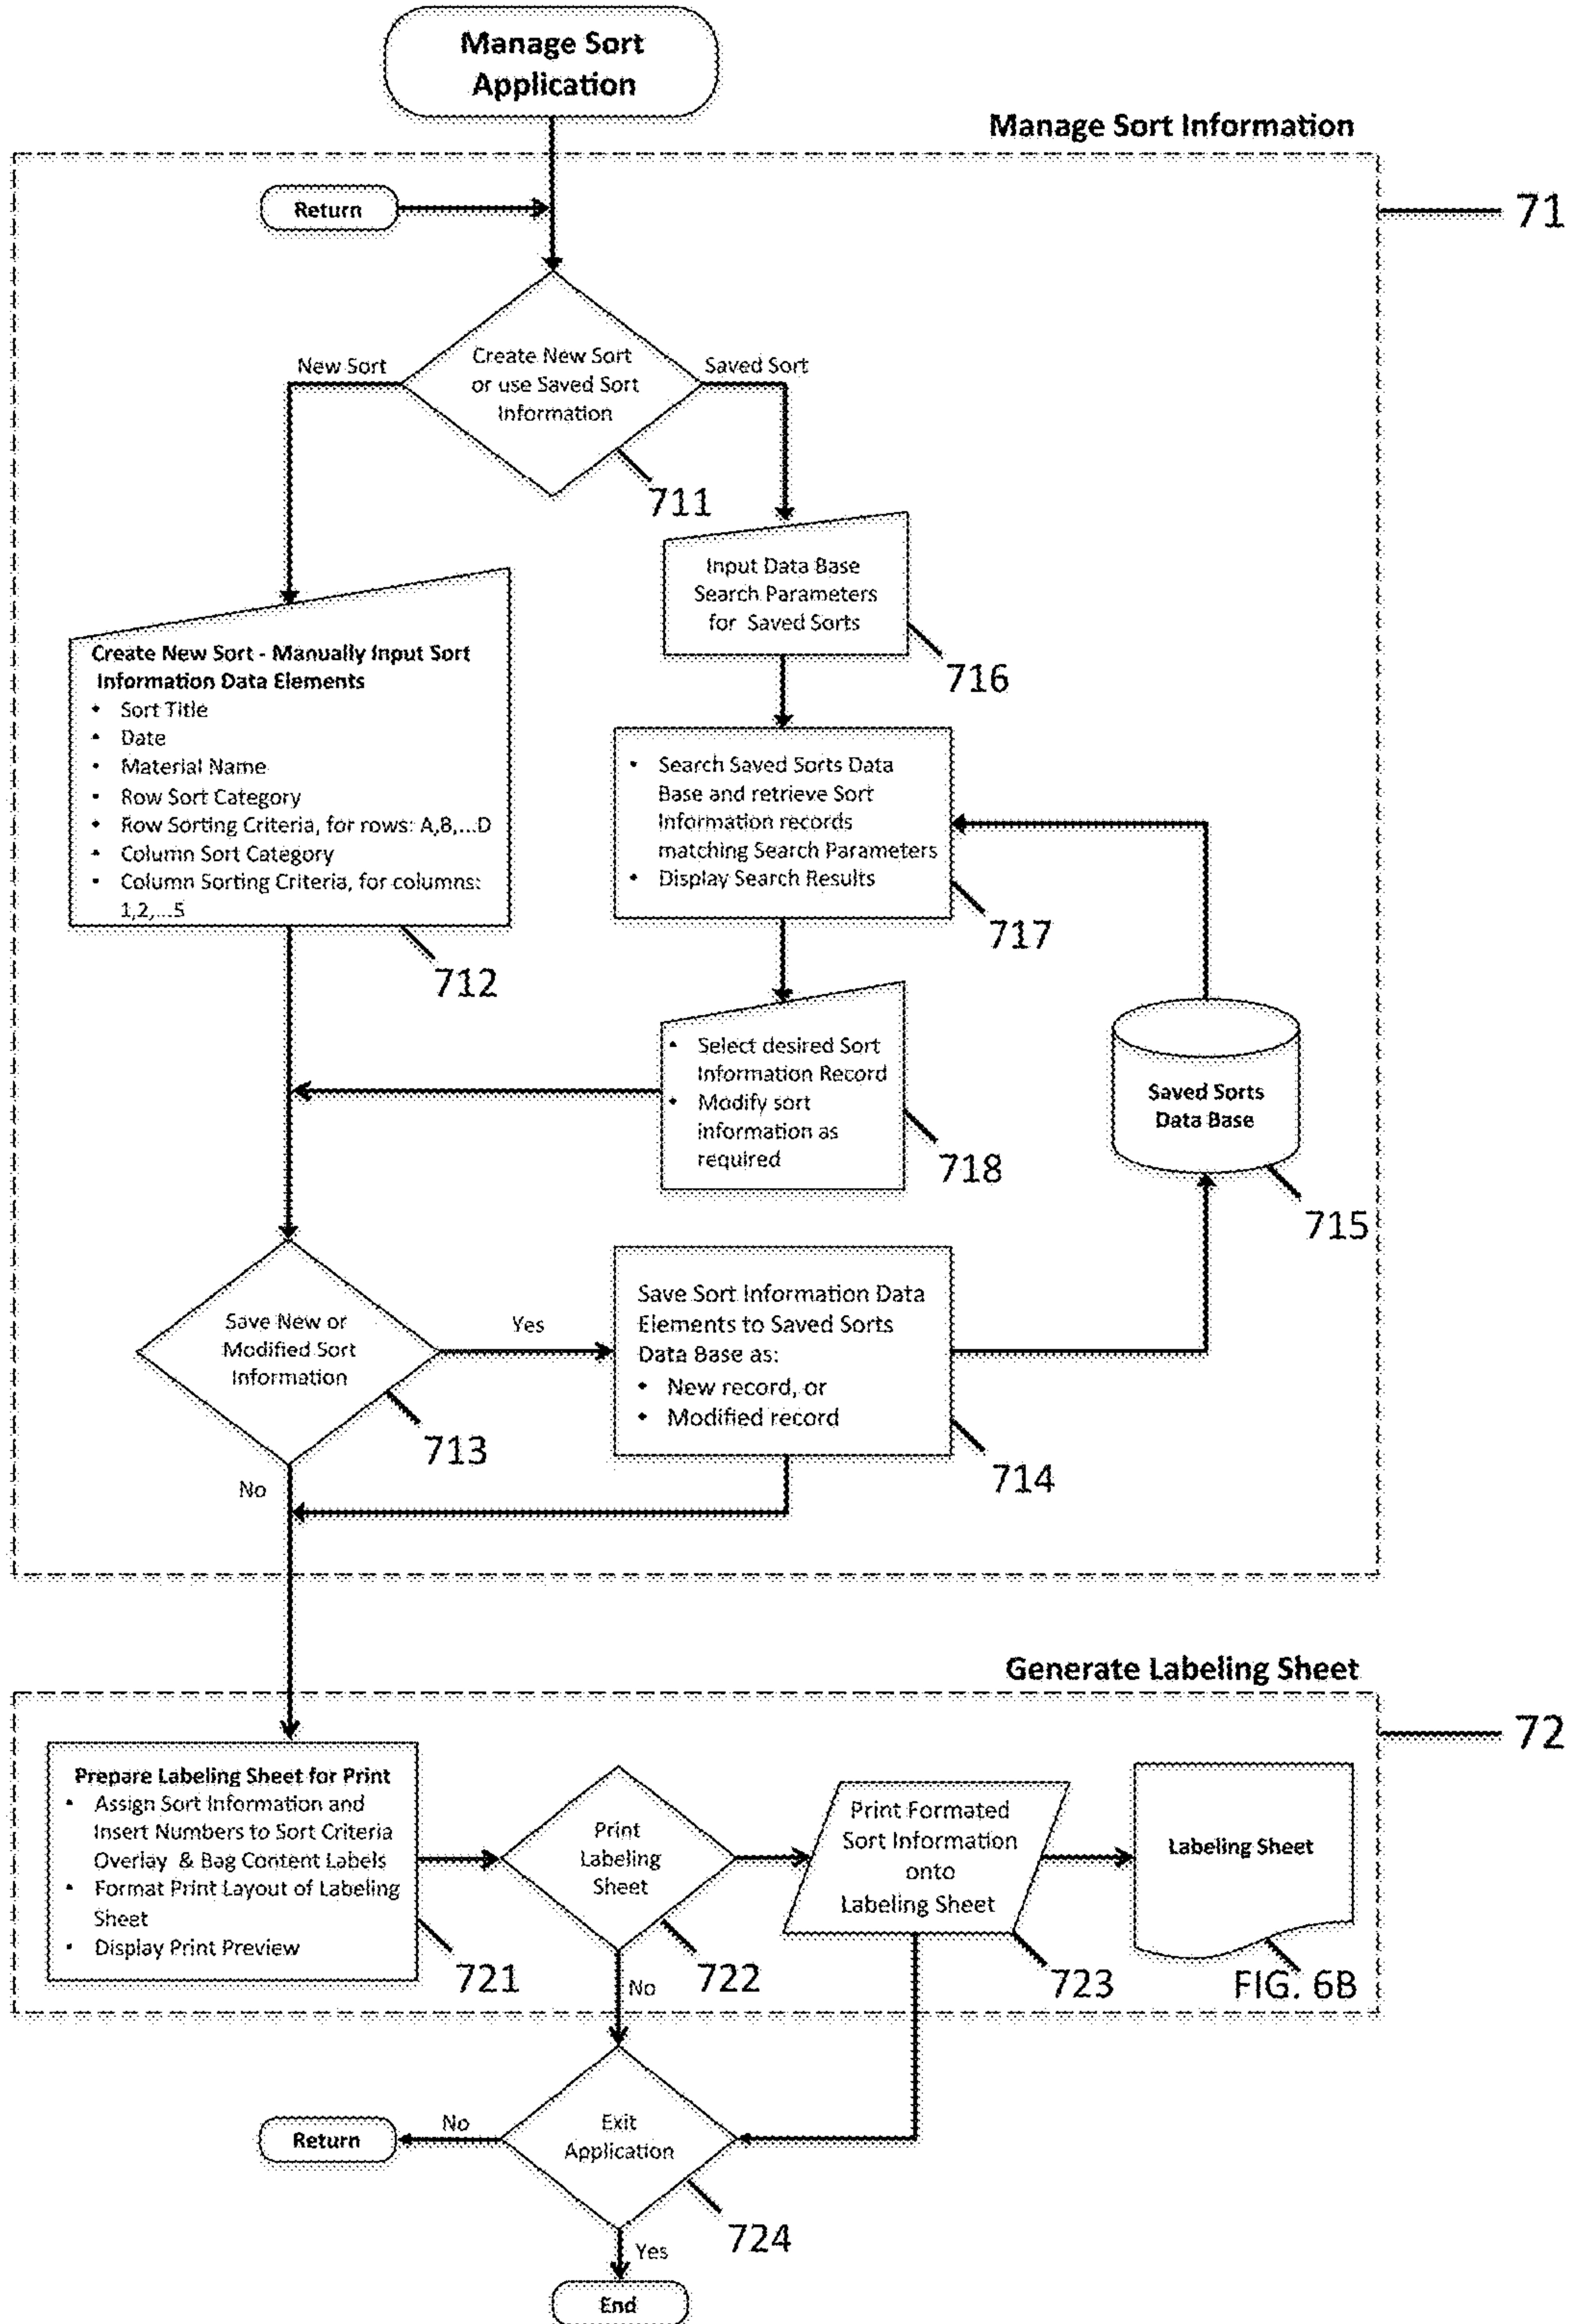 Manage Sort
Application
Manage Sort Information
71
Return
Create New Sort
or use Saved Sort
Information
New Sort
Saved Sort
711
Input Data Base
Search Parameters
for Saved Sorts
716
Create New Sort - Manually Input Sort
Information Data Elements
• Sort Title
• Date
• Material Name
• Row Sort Category
• Row Sorting Criteria, for rows: A,B,...D
• Column Sort Category
• Column Sorting Criteria, for columns:
1,2,...5
712
• Search Saved Sorts Data
Base and retrieve Sort
Information records
matching Search Parameters
• Display Search Results
717
• Select desired Sort
Information Record
• Modify sort
information as
required
718
Saved Sorts
Data Base
715
Save New or
Modified Sort
Information
Yes
713
No
Save Sort Information Data
Elements to Saved Sorts
Data Base as:
• New record, or
• Modified record
714
Generate Labeling Sheet
72
Prepare Labeling Sheet for Print
• Assign Sort Information and
Insert Numbers to Sort Criteria
Overlay & Bag Content Labels
• Format Print Layout of Labeling
Sheet
• Display Print Preview
721
Print
Labeling
Sheet
722
No
Print Formated
Sort Information
onto
Labeling Sheet
723
Labeling Sheet
FIG. 6B
Exit
Application
724
No
Return
Yes
End